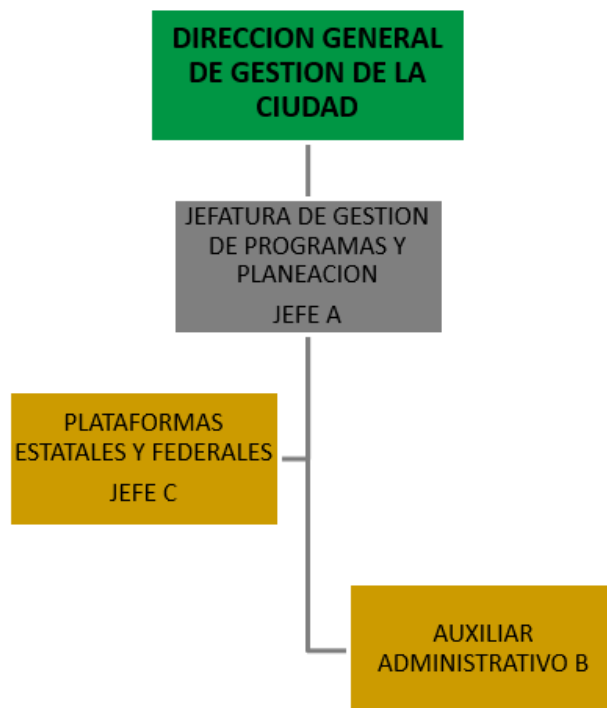 DIRECCION GENERAL
DE GESTION DE LA
CIUDAD
JEFATURA DE GESTION
DE PROGRAMAS Y
PLANEACION
JEFE A
PLATAFORMAS
ESTATALES Y FEDERALES
JEFE C
AUXILIAR
ADMINISTRATIVO B